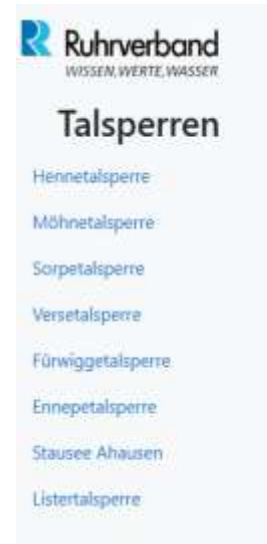 Ruhrverband
WISSEN, WERTE, WASSER
Talsperren
Hennetalsperre
Möhnetalsperre
Sorpetalsperre
Versetalsperre
Fürwiggetalsperre
Ennepetalsperre
Stausee Ahausen
Listertalsperre